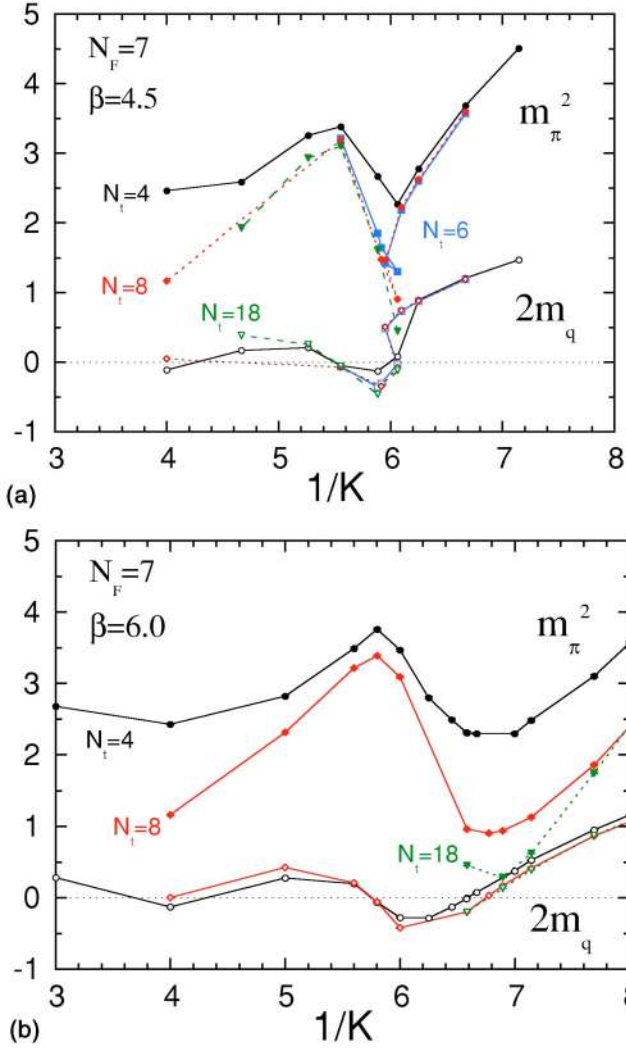 5
4
3
2
1
0
-1
N_F=7
β=4.5
m_π^2
N_t=4
N_t=6
N_t=8
N_t=18
2m_q
3 4 5 6 7 8
(a) 1/K
5
4
3
2
1
0
-1
N_F=7
β=6.0
m_π^2
N_t=4
N_t=8
N_t=18
2m_q
3 4 5 6 7 8
(b) 1/K